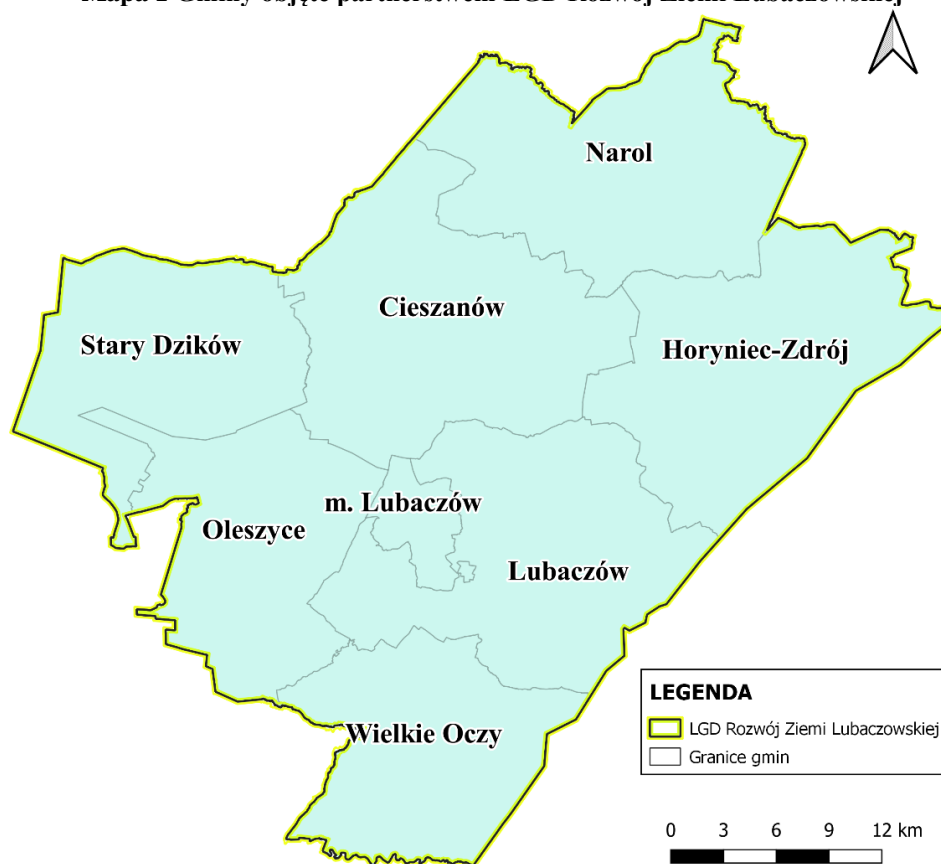 Mapa 1 Gminy objęte partnerstwem LGD Rozwój Ziemi Lubaczowskiej
Narol
Cieszanów
Stary Dzików
Horyniec-Zdrój
m. Lubaczów
Oleszyce
Lubaczów
Wielkie Oczy
LEGENDA
LGD Rozwój Ziemi Lubaczowskiej
Granice gmin
0 3 6 9 12 km